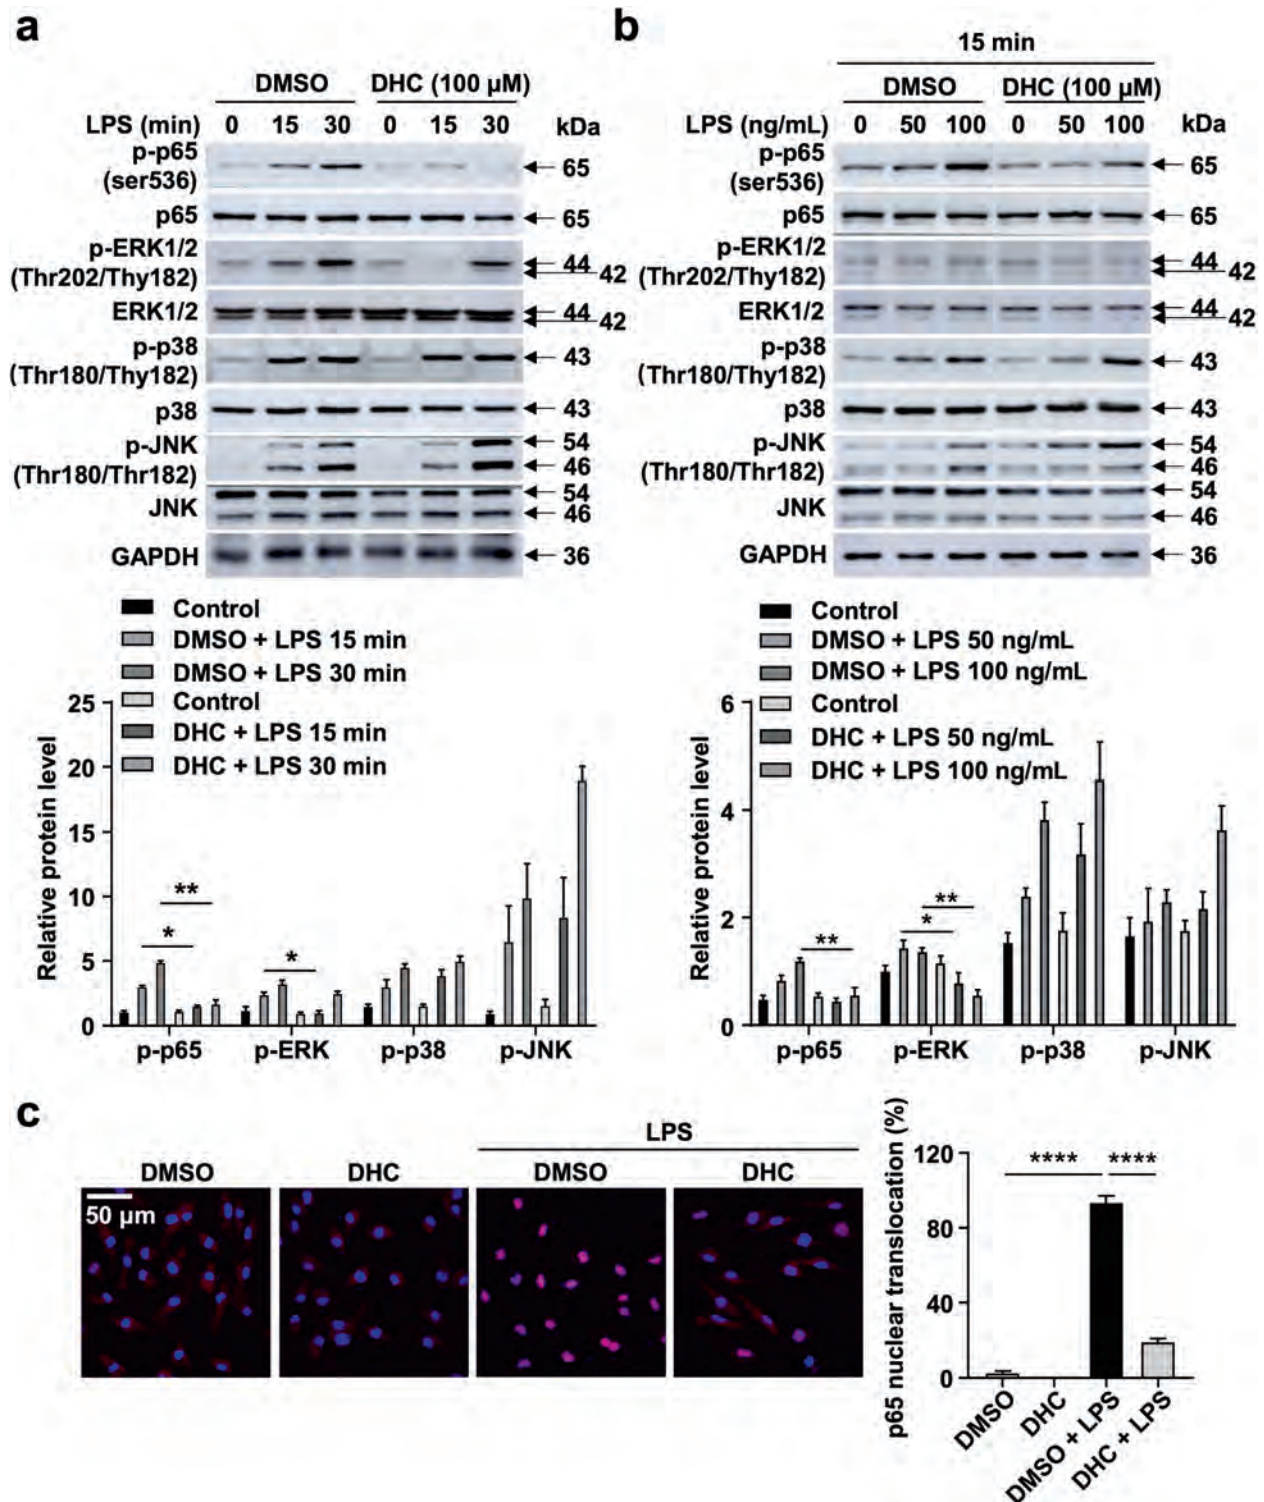 a
DMSO DHC (100 μM)
LPS (min) 0 15 30 0 15 30 kDa
p-p65
(ser536) 65
p65 65
p-ERK1/2
(Thr202/Thy182) 44
42
ERK1/2 44
42
p-p38
(Thr180/Thy182) 43
p38 43
p-JNK 54
(Thr180/Thr182) 46
JNK 54
46
GAPDH 36
Control
DMSO + LPS 15 min
DMSO + LPS 30 min
Control
DHC + LPS 15 min
DHC + LPS 30 min
Relative protein level
25
20
15
10
5
0
**
*
*
p-p65 p-ERK p-p38 p-JNK
b
15 min
DMSO DHC (100 μM)
LPS (ng/mL) 0 50 100 0 50 100 kDa
p-p65
(ser536) 65
p65 65
p-ERK1/2
(Thr202/Thy182) 44
42
ERK1/2 44
42
p-p38
(Thr180/Thy182) 43
p38 43
p-JNK 54
(Thr180/Thr182) 46
JNK 54
46
GAPDH 36
Control
DMSO + LPS 50 ng/mL
DMSO + LPS 100 ng/mL
Control
DHC + LPS 50 ng/mL
DHC + LPS 100 ng/mL
Relative protein level
6
4
2
0
**
**
*
p-p65 p-ERK p-p38 p-JNK
c
LPS
DMSO DHC DMSO DHC
50 μm
p65 nuclear translocation (%)
120
80
40
0
**** ****
DMSO
DHC
DMSO + LPS
DHC + LPS